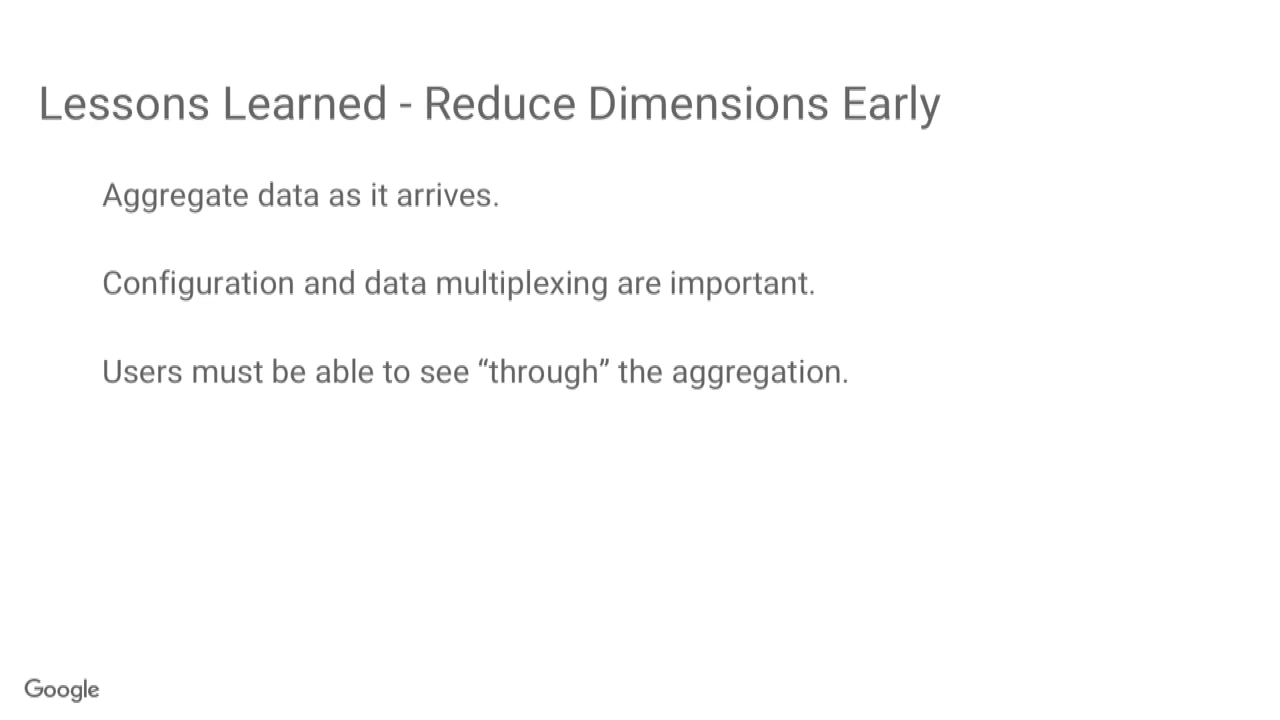 Lessons Learned - Reduce Dimensions Early
Aggregate data as it arrives.
Configuration and data multiplexing are important.
Users must be able to see “through” the aggregation.
Google